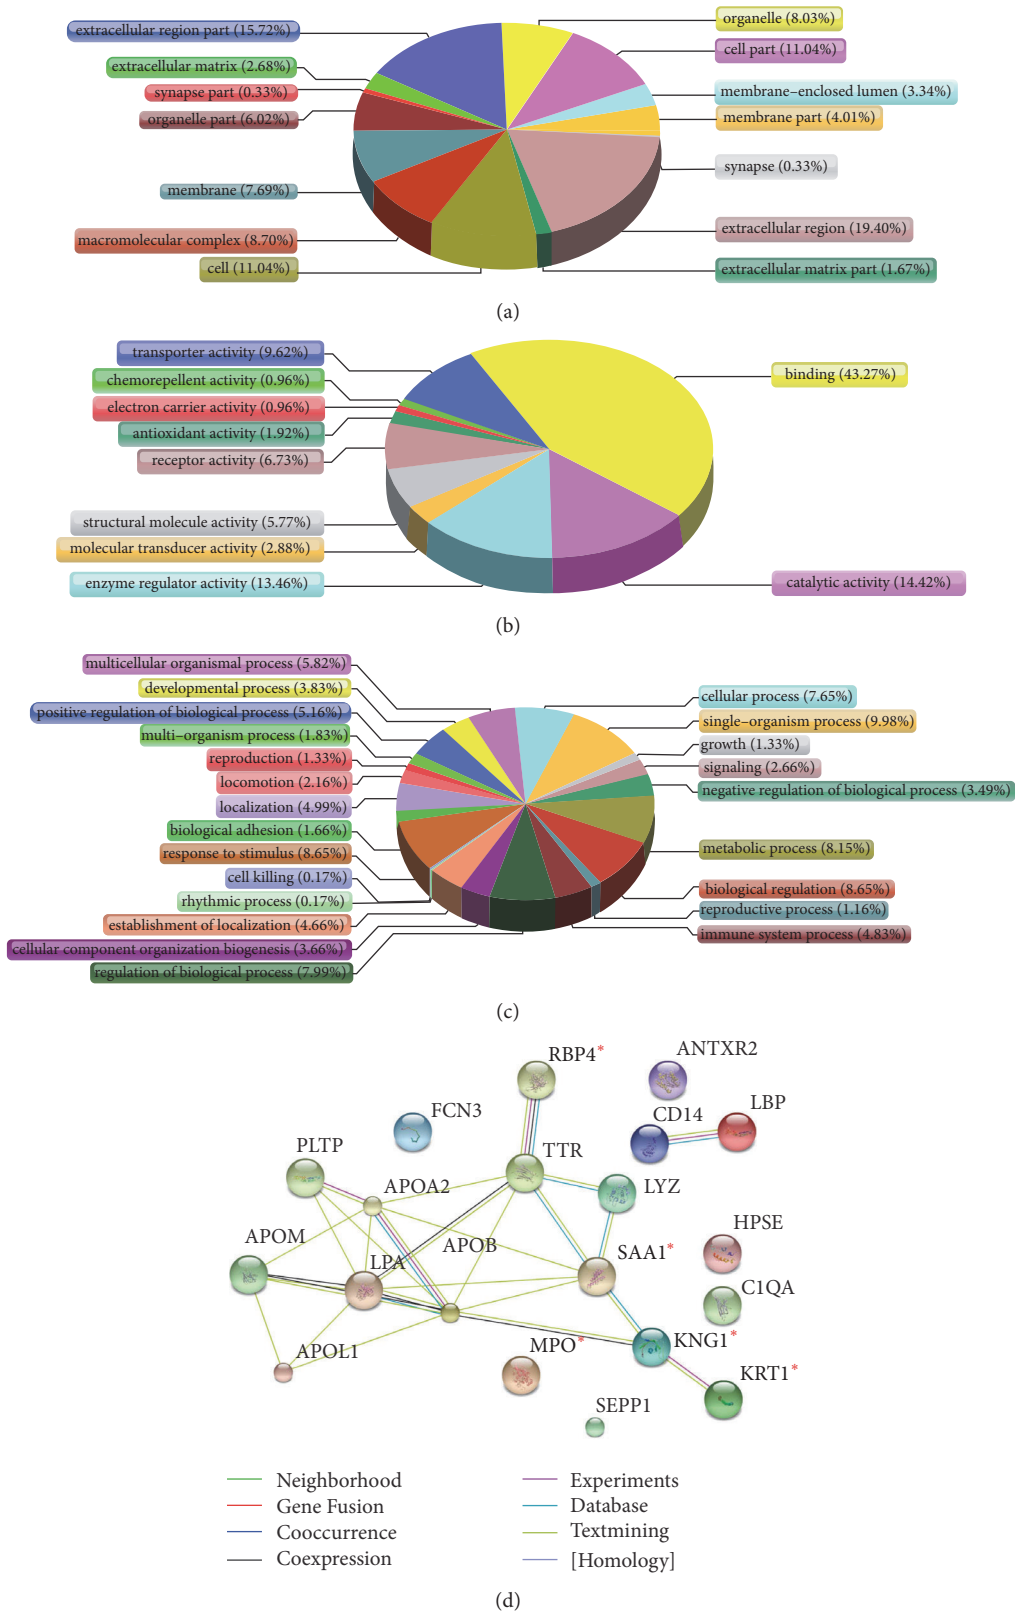 extracellular region part (15.72%)
extracellular matrix (2.68%)
synapse part (0.33%)
organelle part (6.02%)
membrane (7.69%)
macromolecular complex (8.70%)
cell (11.04%)
organelle (8.03%)
cell part (11.04%)
membrane−enclosed lumen (3.34%)
membrane part (4.01%)
synapse (0.33%)
extracellular region (19.40%)
extracellular matrix part (1.67%)
(a)
transporter activity (9.62%)
chemorepellent activity (0.96%)
electron carrier activity (0.96%)
antioxidant activity (1.92%)
receptor activity (6.73%)
structural molecule activity (5.77%)
molecular transducer activity (2.88%)
enzyme regulator activity (13.46%)
binding (43.27%)
catalytic activity (14.42%)
(b)
multicellular organismal process (5.82%)
developmental process (3.83%)
positive regulation of biological process (5.16%)
multi−organism process (1.83%)
reproduction (1.33%)
locomotion (2.16%)
localization (4.99%)
biological adhesion (1.66%)
response to stimulus (8.65%)
cell killing (0.17%)
rhythmic process (0.17%)
establishment of localization (4.66%)
cellular component organization biogenesis (3.66%)
regulation of biological process (7.99%)
cellular process (7.65%)
single−organism process (9.98%)
growth (1.33%)
signaling (2.66%)
negative regulation of biological process (3.49%)
metabolic process (8.15%)
biological regulation (8.65%)
reproductive process (1.16%)
immune system process (4.83%)
(c)
RBP4*
ANTXR2
FCN3
CD14
LBP
PLTP
TTR
APOA2
LYZ
APOM
APOB
HPSE
LPA
SAA1*
C1QA
APOL1
MPO*
KNG1*
KRT1*
SEPP1
Neighborhood
Gene Fusion
Cooccurrence
Coexpression
Experiments
Database
Textmining
[Homology]
(d)